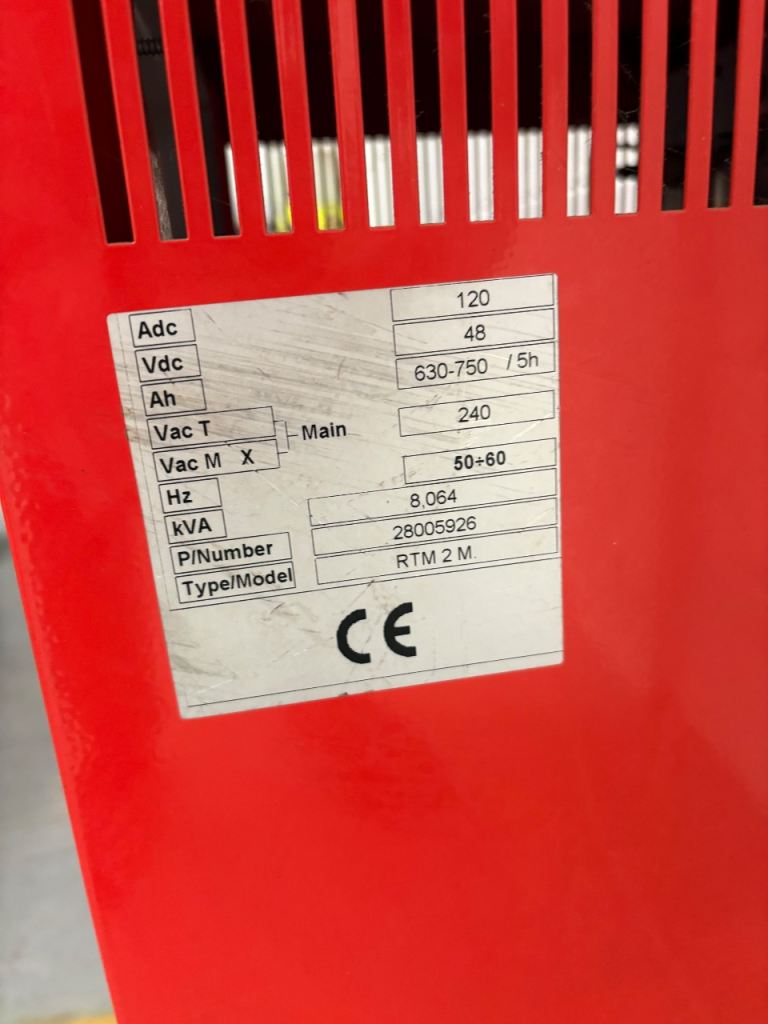 Adc 120
Vdc 48
Ah 630-750 / 5h
Vac T Main 240
Vac M X
Hz 50÷60
kVA 8,064
P/Number 28005926
Type/Model RTM 2 M.
CE